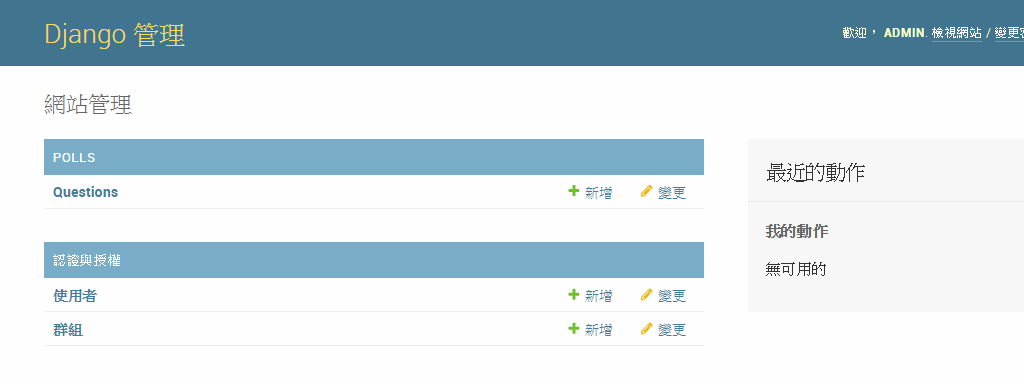 Django 管理
歡迎， ADMIN. 檢視網站 / 變更
網站管理
POLLS
Questions 新增 變更
認證與授權
使用者 新增 變更
群組 新增 變更
最近的動作
我的動作
無可用的